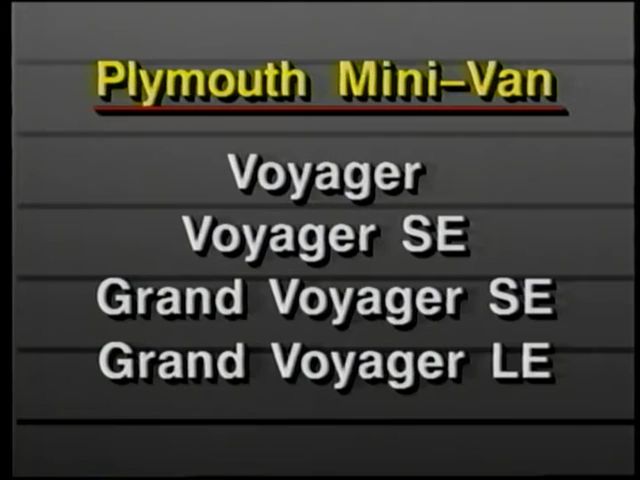 Plymouth Mini–Van
Voyager
Voyager SE
Grand Voyager SE
Grand Voyager LE